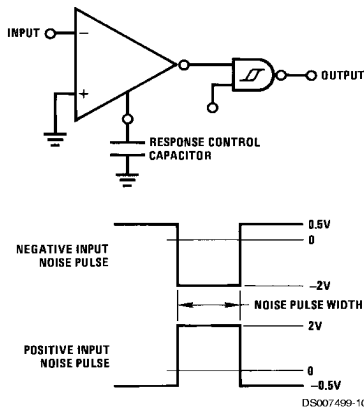 INPUT
−
+
OUTPUT
RESPONSE CONTROL
CAPACITOR
0.5V
NEGATIVE INPUT
NOISE PULSE
0
−2V
NOISE PULSE WIDTH
2V
POSITIVE INPUT
NOISE PULSE
0
−0.5V
DS007499-10